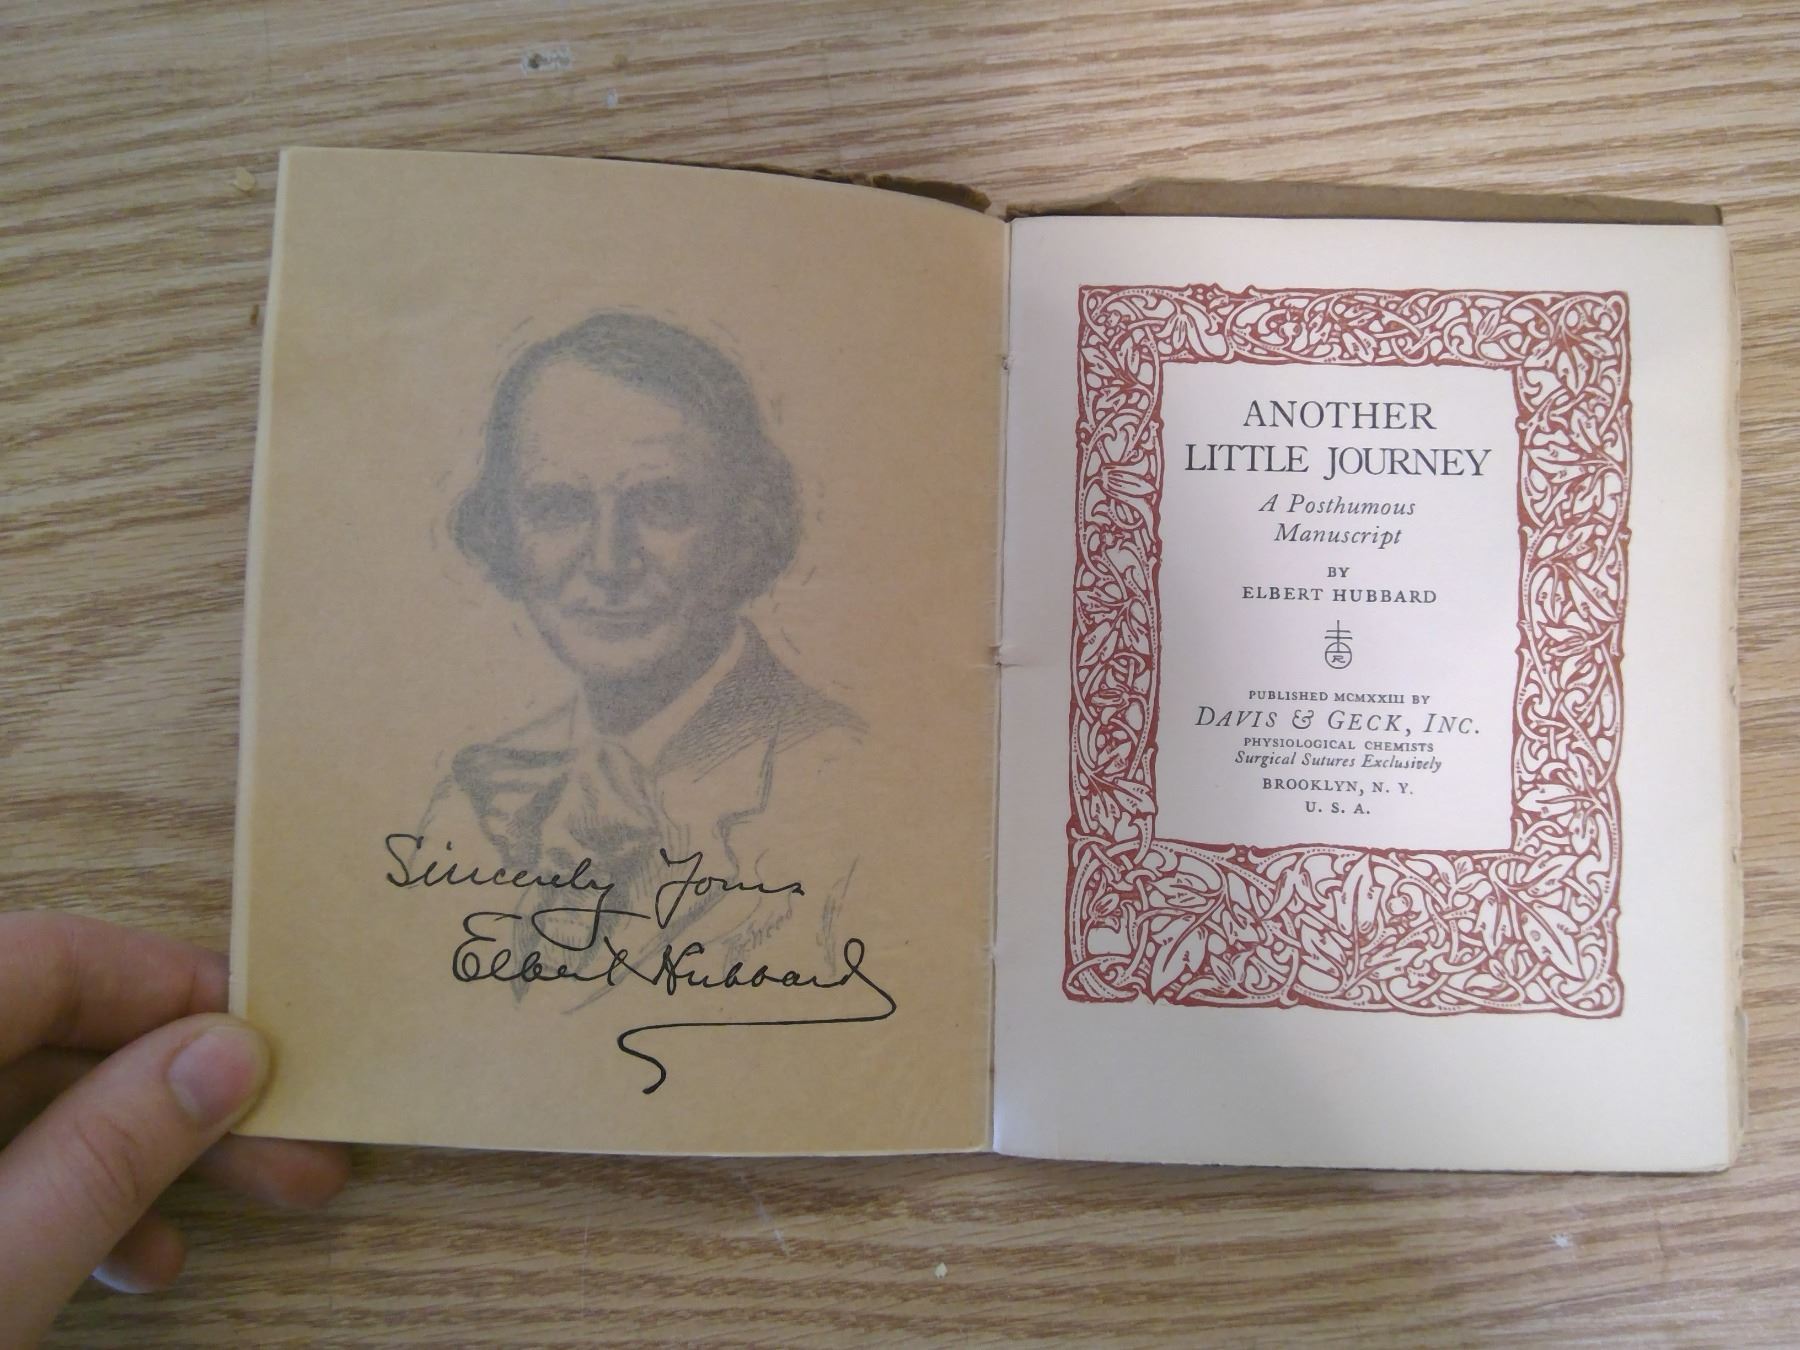 Sincerely Yours
Elbert Hubbard
ANOTHER
LITTLE JOURNEY
A Posthumous
Manuscript
BY
ELBERT HUBBARD
R
PUBLISHED MCMXXIII BY
DAVIS & GECK, INC.
PHYSIOLOGICAL CHEMISTS
Surgical Sutures Exclusively
BROOKLYN, N. Y.
U. S. A.